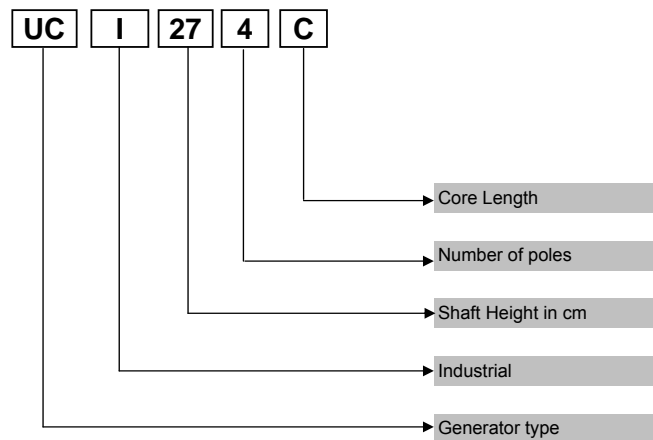 UC I 27 4 C
Core Length
Number of poles
Shaft Height in cm
Industrial
Generator type